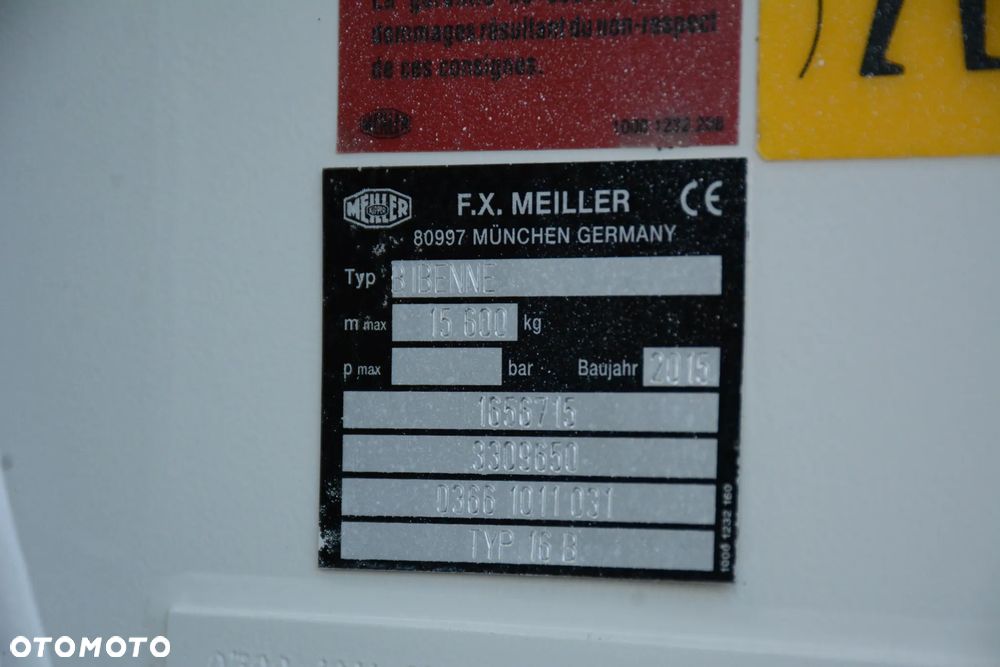 dommages résultant du non-respect
de ces consignes.
MEILLER
1000 1232 208
MEILLER
KIPPER
F.X. MEILLER
CE
80997 MÜNCHEN GERMANY
Typ BIBENNE
m max 15 600 kg
p max bar Baujahr 2015
1656715
3309650
0366 1011 031
TYP 16 B
1000 1232 160
OTOMOTO